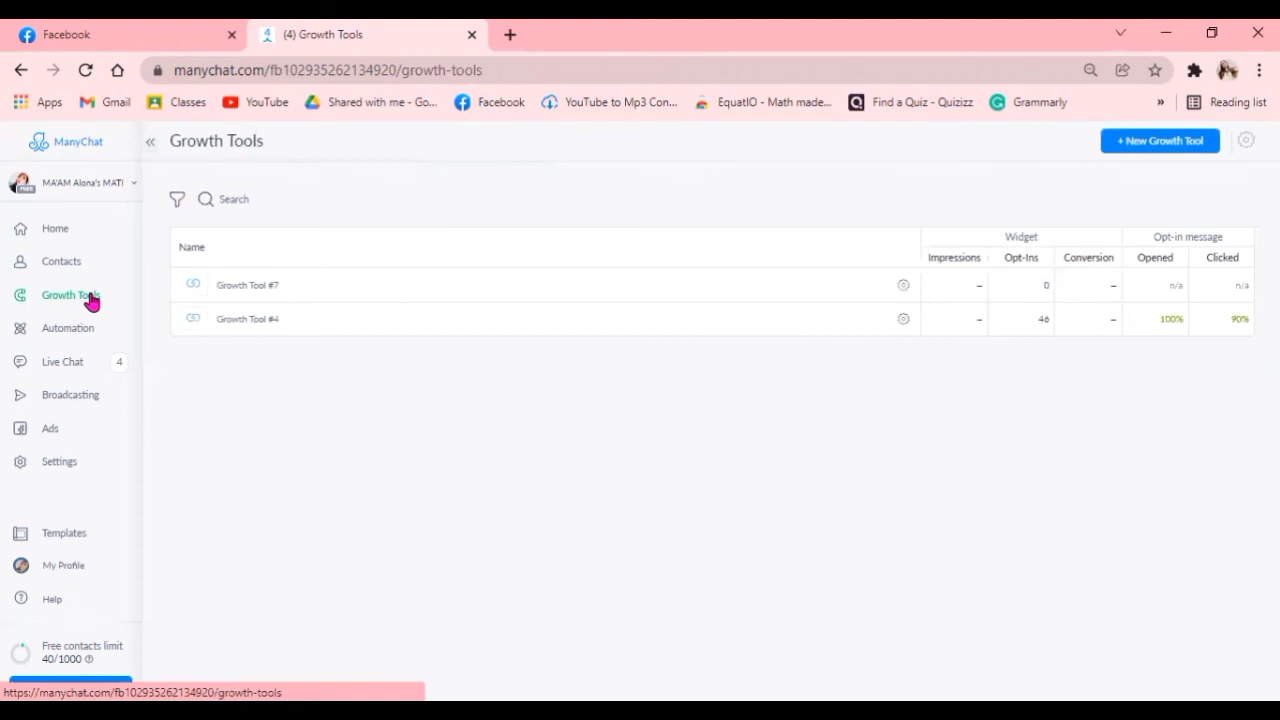 Facebook
(4) Growth Tools
manychat.com/fb102935262134920/growth-tools
Apps
Gmail
Classes
YouTube
Shared with me - Go...
Facebook
YouTube to Mp3 Con...
EquatIO - Math made...
Find a Quiz - Quizizz
Grammarly
»
Reading list
ManyChat
«
Growth Tools
+ New Growth Tool
MA'AM Alona's MATI
Search
Home
Contacts
Growth Tools
Automation
Live Chat 4
Broadcasting
Ads
Settings
Templates
My Profile
Help
Free contacts limit
40/1000
Name
Widget
Opt-in message
Impressions
Opt-Ins
Conversion
Opened
Clicked
Growth Tool #7 – 0 – n/a n/a
Growth Tool #4 – 46 – 100% 90%
https://manychat.com/fb102935262134920/growth-tools